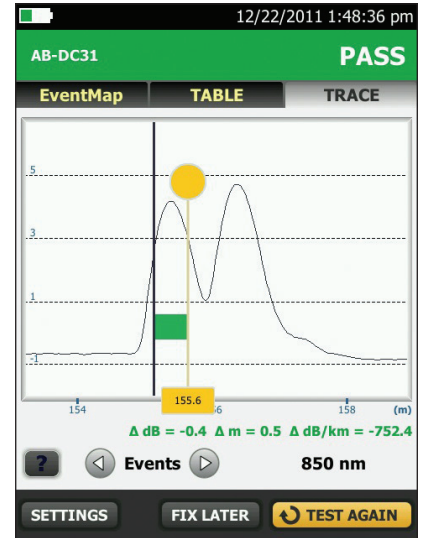 12/22/2011 1:48:36 pm
AB-DC31 PASS
EventMap TABLE TRACE
5
3
1
-1
155.6
154 6 158 (m)
Δ dB = -0.4 Δ m = 0.5 Δ dB/km = -752.4
? Events 850 nm
SETTINGS FIX LATER TEST AGAIN